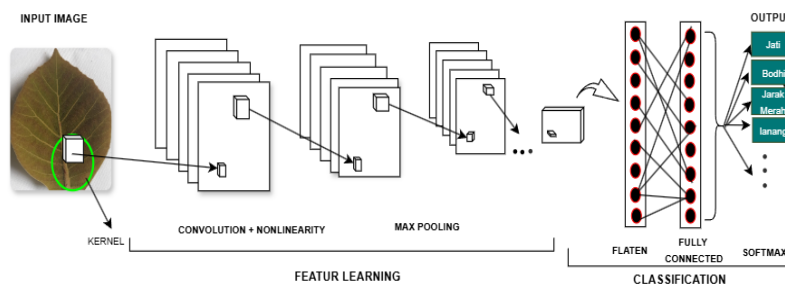 INPUT IMAGE
OUTPU
Jati
Bodhi
Jarak
Merah
lanang
KERNEL
CONVOLUTION + NONLINEARITY
MAX POOLING
FLATEN
FULLY
CONNECTED
SOFTMAX
FEATUR LEARNING
CLASSIFICATION